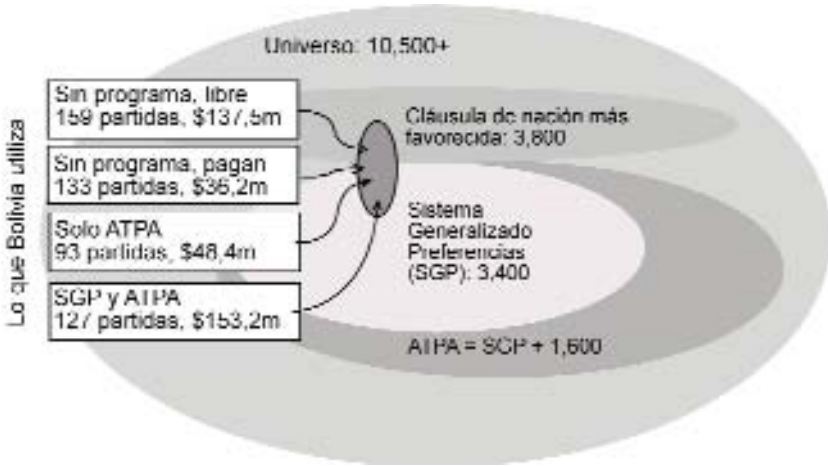 Universo: 10,500+
Lo que Bolivia utiliza
Sin programa, libre
159 partidas, $137,5m
Sin programa, pagan
133 partidas, $36,2m
Solo ATPA
93 partidas, $48,4m
SGP y ATPA
127 partidas, $153,2m
Cláusula de nación más
favorecida: 3,800
Sistema
Generalizado
Preferencias
(SGP): 3,400
ATPA = SGP + 1,600